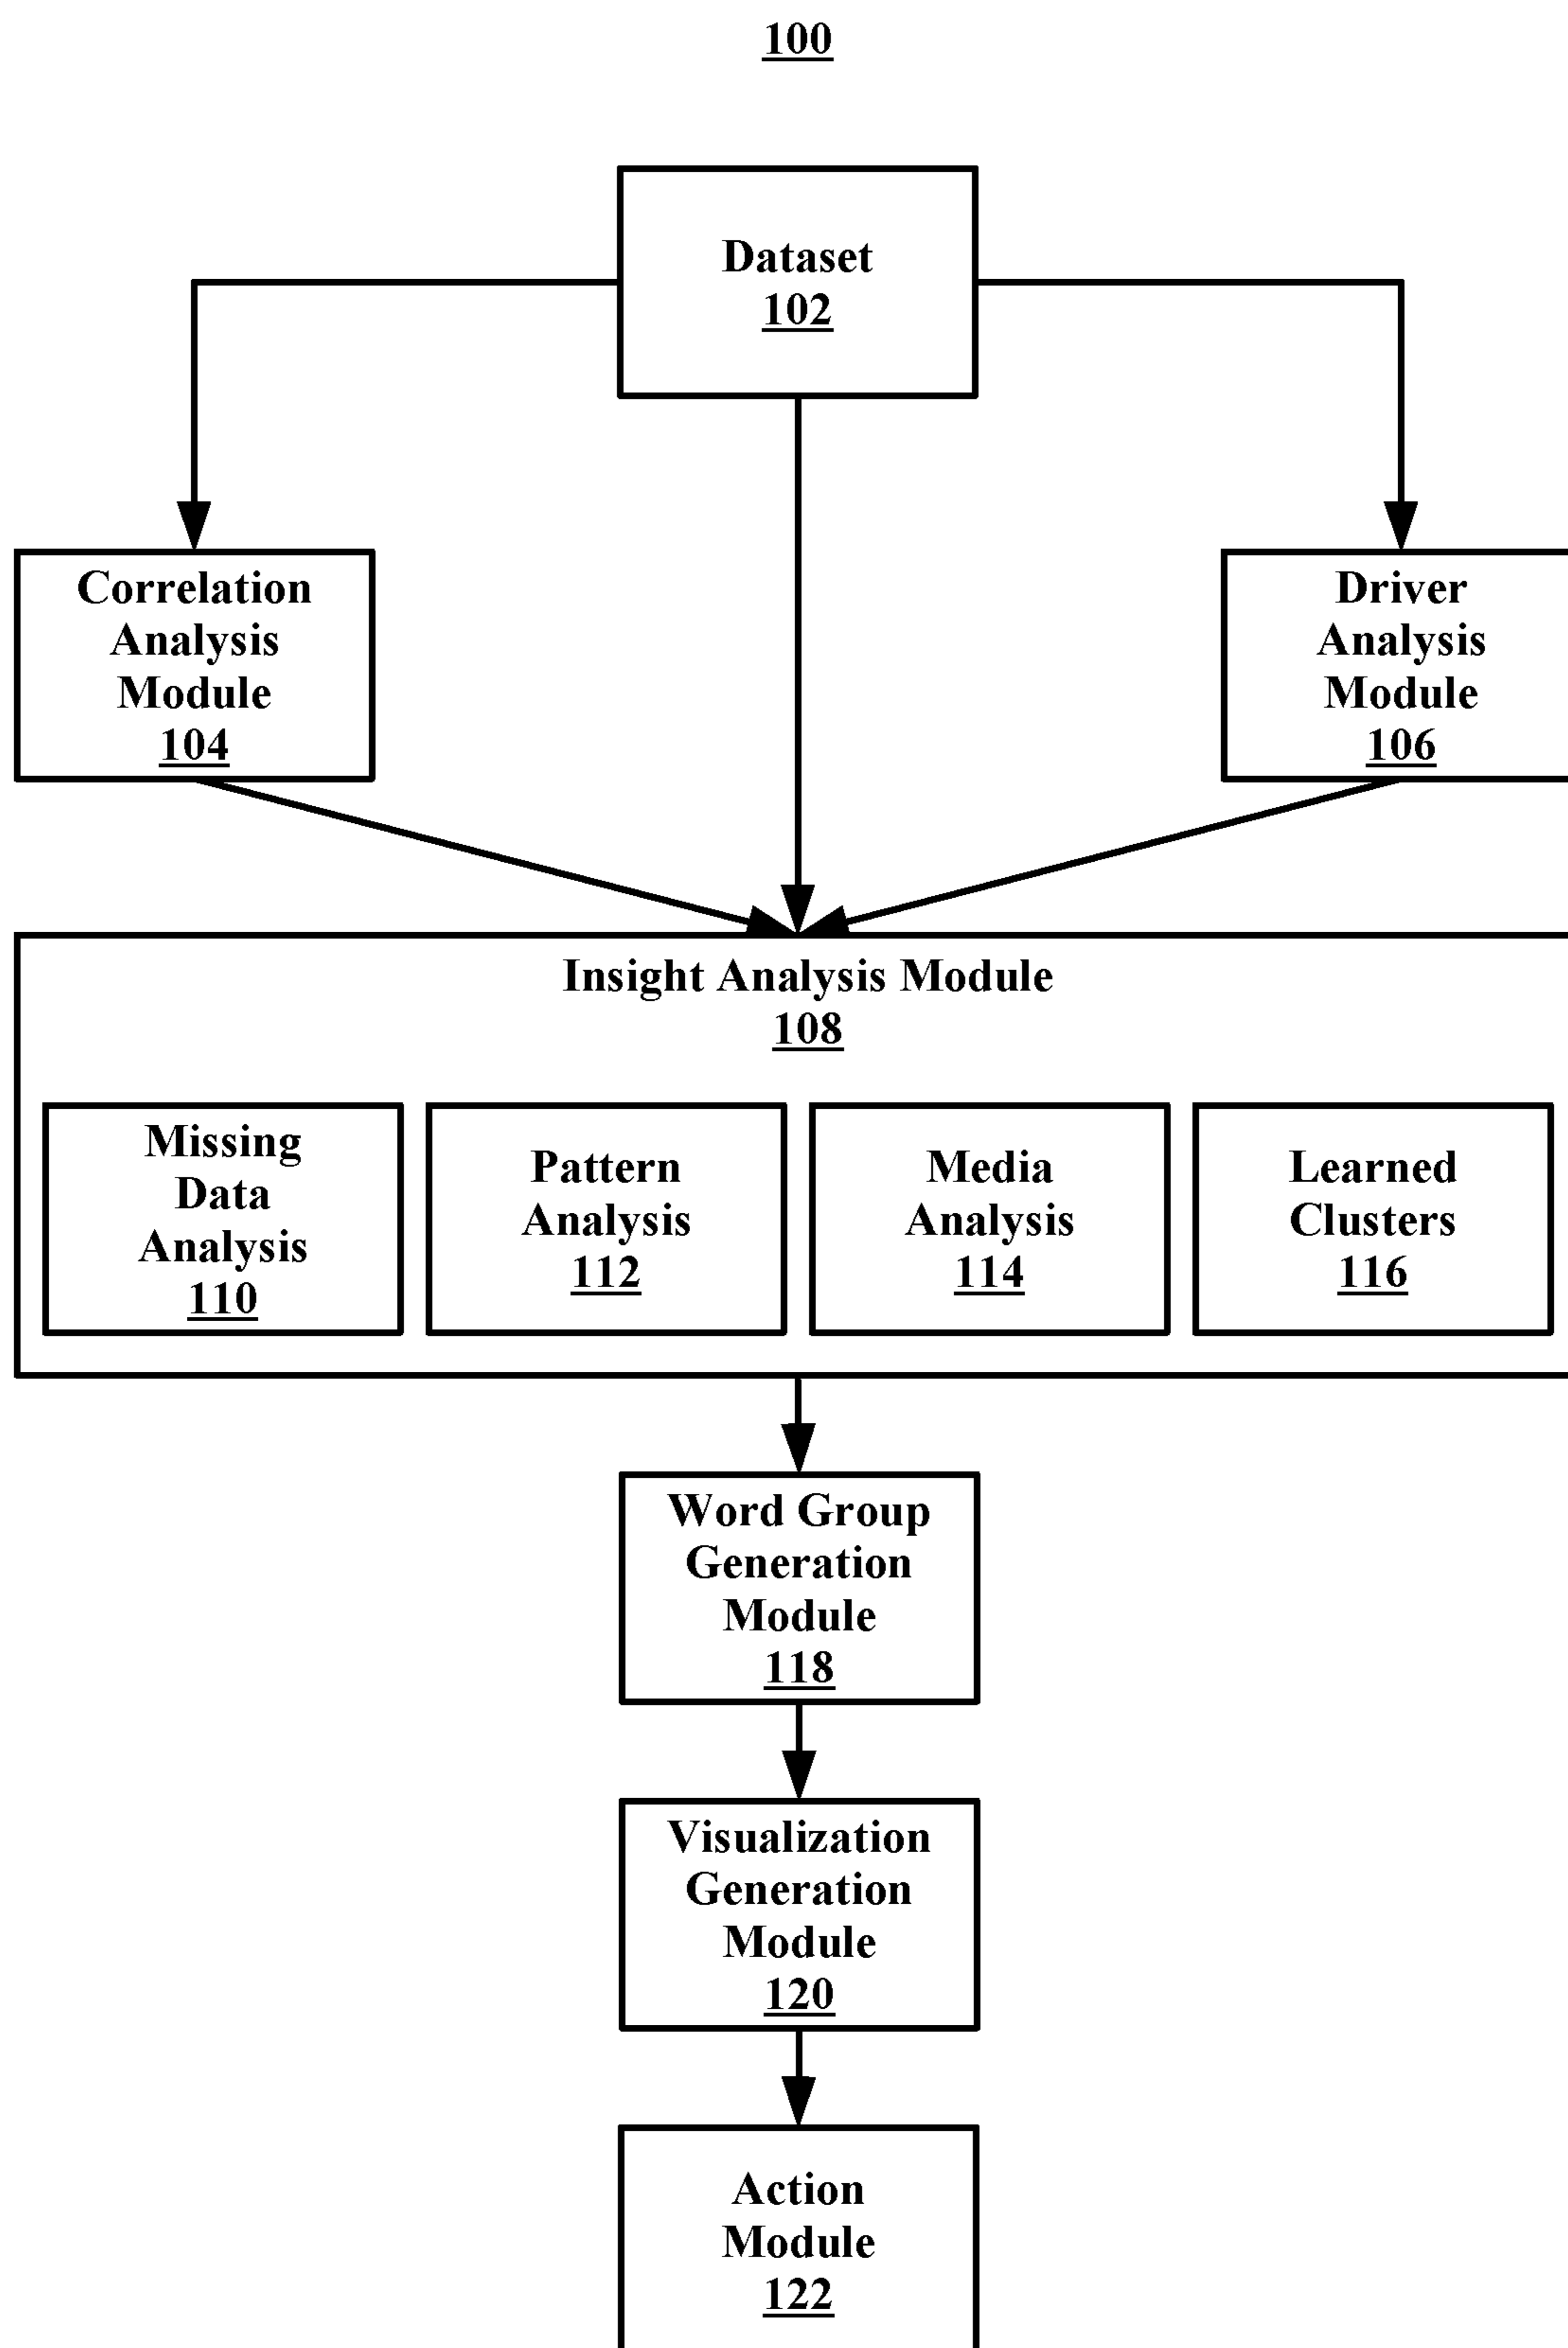 100
Dataset
102
Correlation
Analysis
Module
104
Driver
Analysis
Module
106
Insight Analysis Module
108
Missing
Data
Analysis
110
Pattern
Analysis
112
Media
Analysis
114
Learned
Clusters
116
Word Group
Generation
Module
118
Visualization
Generation
Module
120
Action
Module
122